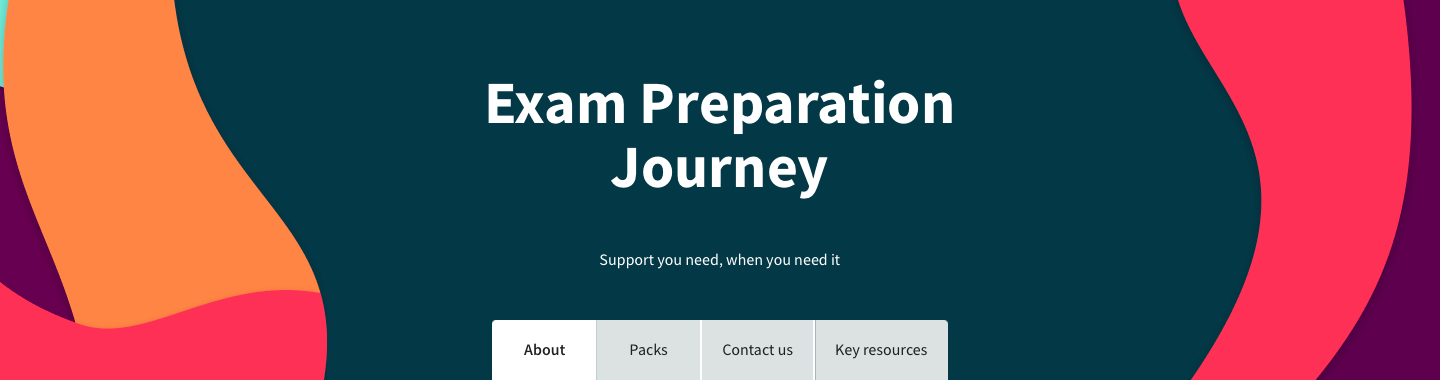 Exam Preparation
Journey
Support you need, when you need it
About
Packs
Contact us
Key resources